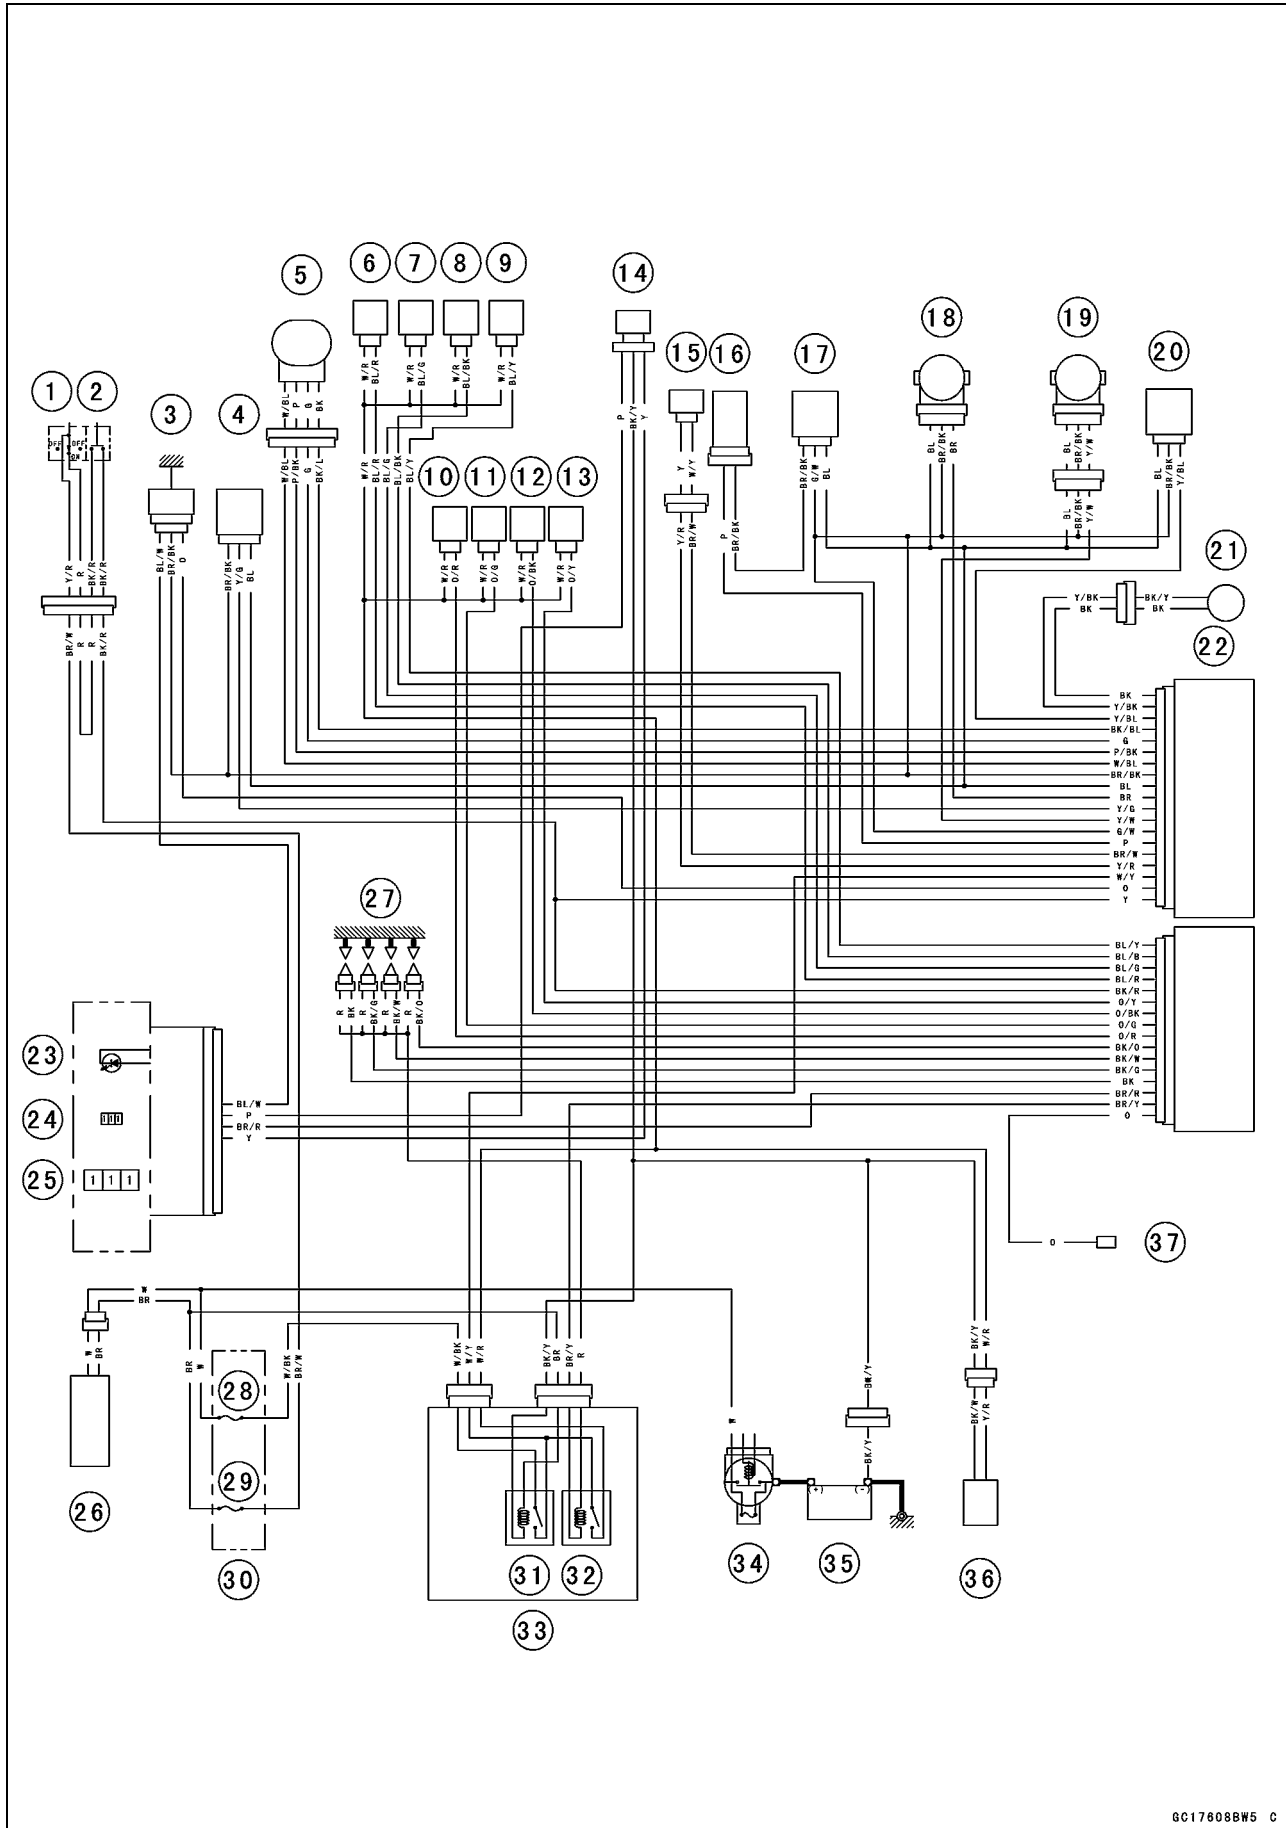 5
6 7 8 9
14
18 19
15 16 17 20
1 2 3 4
W/BL P G BK
W/R BL/R W/R BL/G W/R BL/BK W/R BL/Y
P BK/Y Y
OFF OFF
ON
W/BL P/BK G BK/L
W/R BL/R BL/G BL/BK BL/Y
10 11 12 13
Y W/Y
Y/R BR/W
P BR/BK
BR/BK G/W BL
BL BR/BK BR
BL BR/BK Y/W
BL BR/BK Y/W
BL BR/BK Y/BL
Y/R R BK/R BK/R
BL/W BR/BK O
BR/BK Y/G BL
W/R O/R W/R O/G W/R O/BK W/R O/Y
BR/W R R BK/R
21
Y/BK BK/Y
BK BK
22
BK
Y/BK
Y/BL
BK/BL
G
P/BK
W/BL
BR/BK
BL
BR
Y/G
Y/W
G/W
P
BR/W
Y/R
W/Y
O
Y
27
R BK R BK/G R BK/W R BK/O
BL/Y
BL/B
BL/G
BL/R
BK/R
O/Y
O/BK
O/G
O/R
BK/O
BK/W
BK/G
BK
BR/R
BR/Y
O
23
24
25
1 1 1
BL/W
P
BR/R
Y
O
37
W
BR
W BR
BR W
W/BK BR/W
W/BK W/Y W/R
BK/Y BR BR/Y R
W
BW/Y
BK/Y
BK/Y W/R
BK/W Y/R
28
29
26
30
31 32
33
34 35 36
(+) (-)
GC17608BW5 C